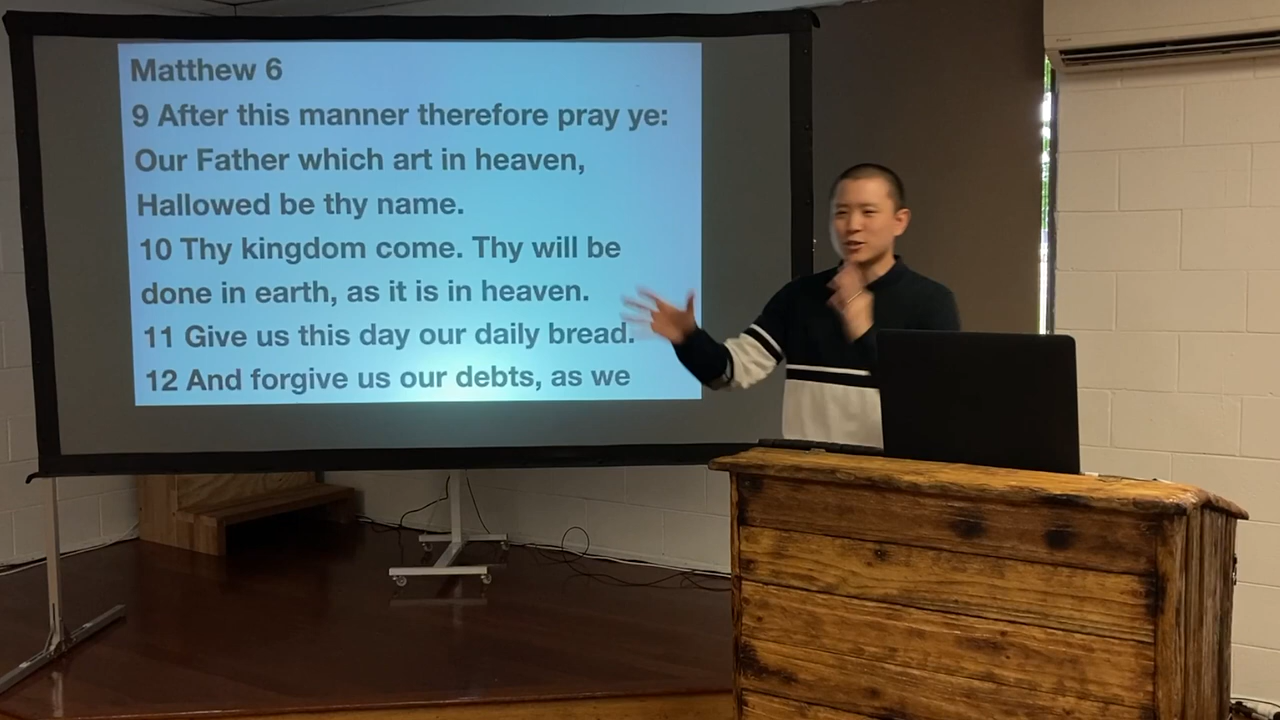 Matthew 6
9 After this manner therefore pray ye:
Our Father which art in heaven,
Hallowed be thy name.
10 Thy kingdom come. Thy will be
done in earth, as it is in heaven.
11 Give us this day our daily bread.
12 And forgive us our debts, as we